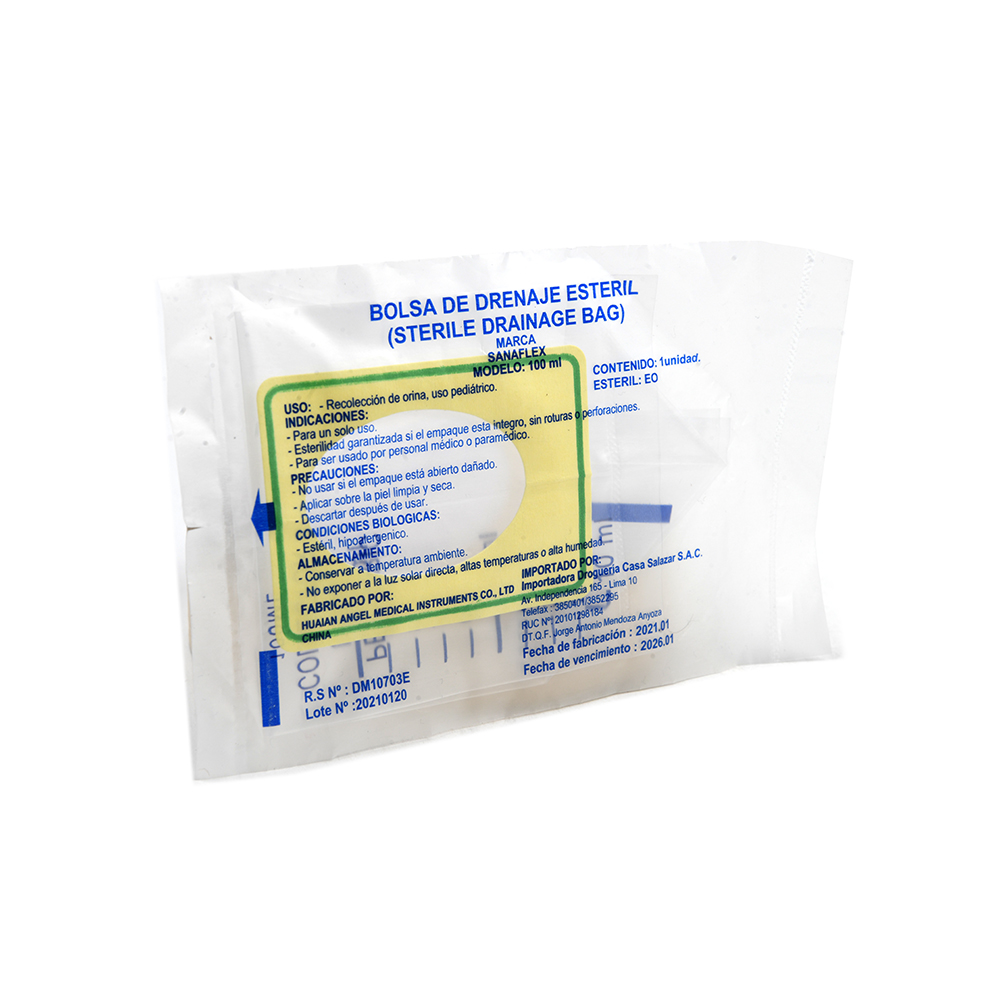 BOLSA DE DRENAJE ESTERIL
(STERILE DRAINAGE BAG)
MARCA
SANAFLEX
MODELO: 100 ml
CONTENIDO: 1unidad.
ESTERIL: EO
USO: - Recolección de orina, uso pediátrico.
INDICACIONES:
- Para un solo uso.
- Esterilidad garantizada si el empaque esta integro, sin roturas o perforaciones.
- Para ser usado por personal médico o paramédico.
PRECAUCIONES:
- No usar si el empaque está abierto dañado.
- Aplicar sobre la piel limpia y seca.
- Descartar después de usar.
CONDICIONES BIOLOGICAS:
- Estéril, hipoalergenico.
ALMACENAMIENTO:
- Conservar a temperatura ambiente.
- No exponer a la luz solar directa, altas temperaturas o alta humedad.
FABRICADO POR:
HUAIAN ANGEL MEDICAL INSTRUMENTS CO., LTD
CHINA
R.S Nº : DM10703E
Lote Nº :20210120
IMPORTADO POR:
Importadora Droguería Casa Salazar S.A.C.
Av. Independencia 165 - Lima 10
Telefax : 3850401/3852295
RUC Nº: 20101298184
DT.Q.F. Jorge Antonio Mendoza Anyoza
Fecha de fabricación : 2021.01
Fecha de vencimiento : 2026.01